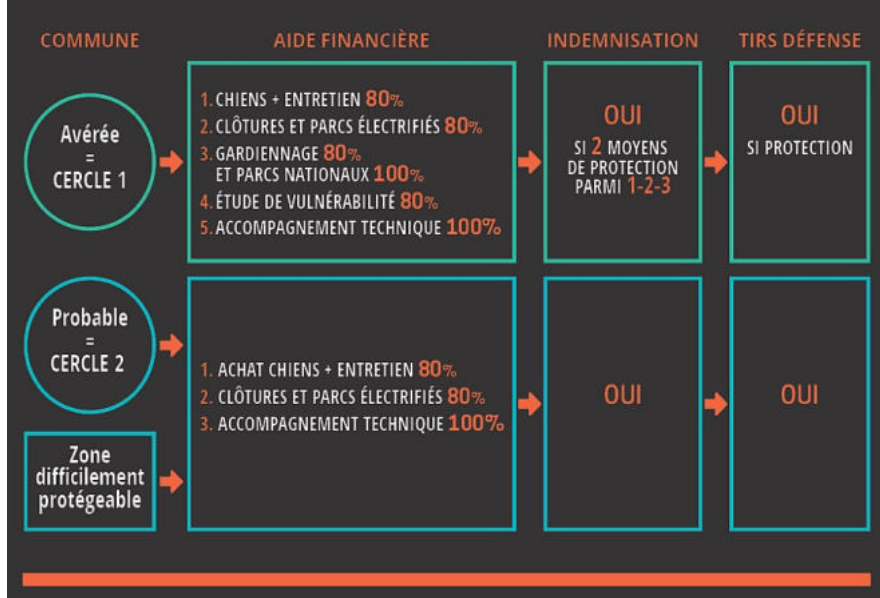 COMMUNE
AIDE FINANCIÈRE
INDEMNISATION
TIRS DÉFENSE
Avérée
=
CERCLE 1
1. CHIENS + ENTRETIEN 80%
2. CLÔTURES ET PARCS ÉLECTRIFIÉS 80%
3. GARDIENNAGE 80%
ET PARCS NATIONAUX 100%
4. ÉTUDE DE VULNÉRABILITÉ 80%
5. ACCOMPAGNEMENT TECHNIQUE 100%
OUI
SI 2 MOYENS
DE PROTECTION
PARMI 1-2-3
OUI
SI PROTECTION
Probable
=
CERCLE 2
Zone
difficilement
protégeable
1. ACHAT CHIENS + ENTRETIEN 80%
2. CLÔTURES ET PARCS ÉLECTRIFIÉS 80%
3. ACCOMPAGNEMENT TECHNIQUE 100%
OUI
OUI